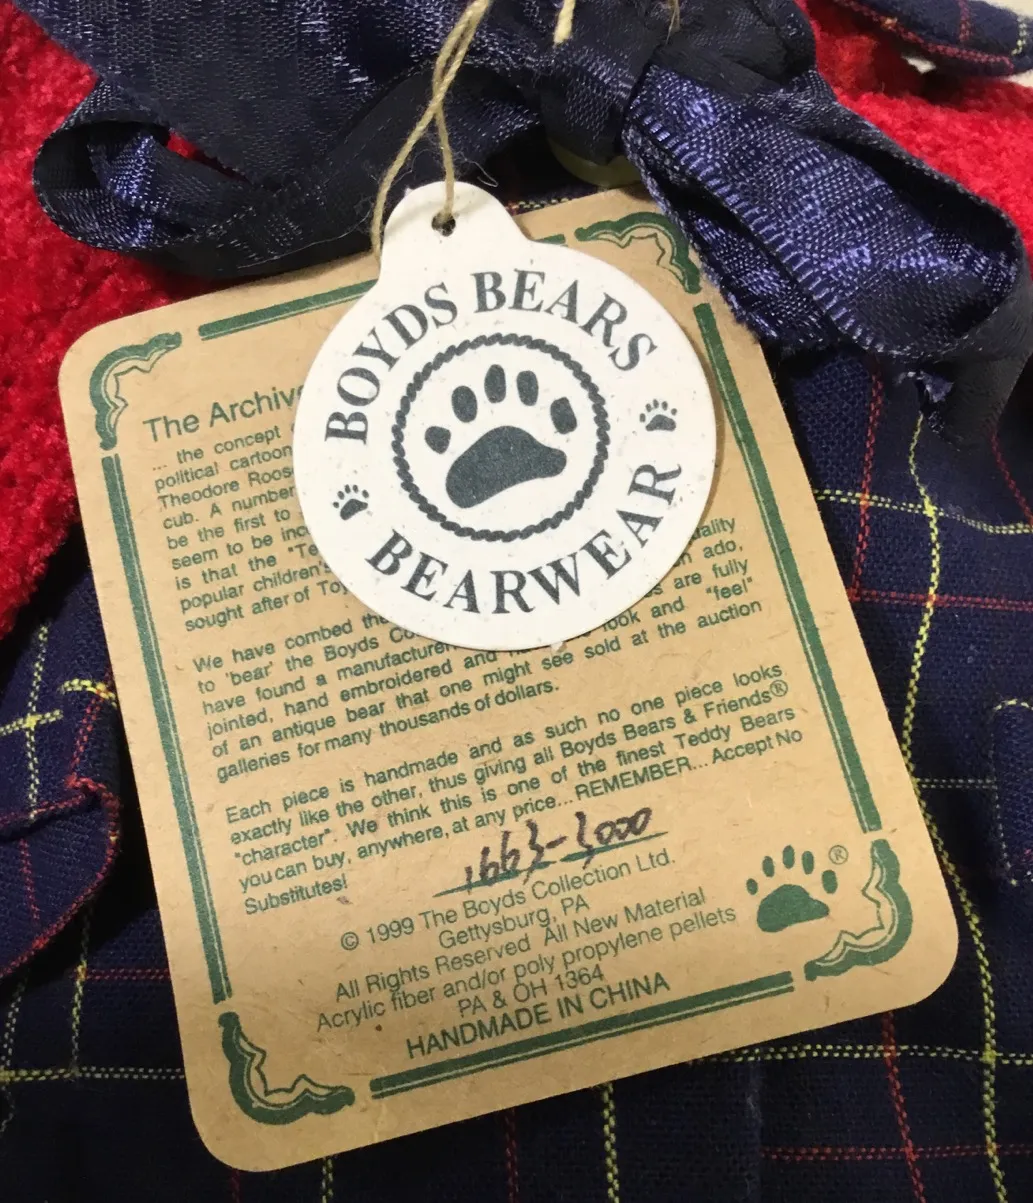 BOYDS BEARS
BEARWEAR
The Archiv
... the concept
political cartoon
Theodore Roos
cub. A number
be the first to
seem to be inc
is that the "Te
popular children's
sought after of To
uality
ado,
are fully
We have combed the
to 'bear' the Boyds Co
have found a manufacturer
jointed, hand embroidered and look and "feel"
of an antique bear that one might see sold at the auction
galleries for many thousands of dollars.
Each piece is handmade and as such no one piece looks
exactly like the other, thus giving all Boyds Bears & Friends®
"character". We think this is one of the finest Teddy Bears
you can buy, anywhere, at any price... REMEMBER... Accept No
Substitutes!
1663-3000
© 1999 The Boyds Collection Ltd.
Gettysburg, PA
All Rights Reserved All New Material
Acrylic fiber and/or poly propylene pellets
PA & OH 1364
HANDMADE IN CHINA
®